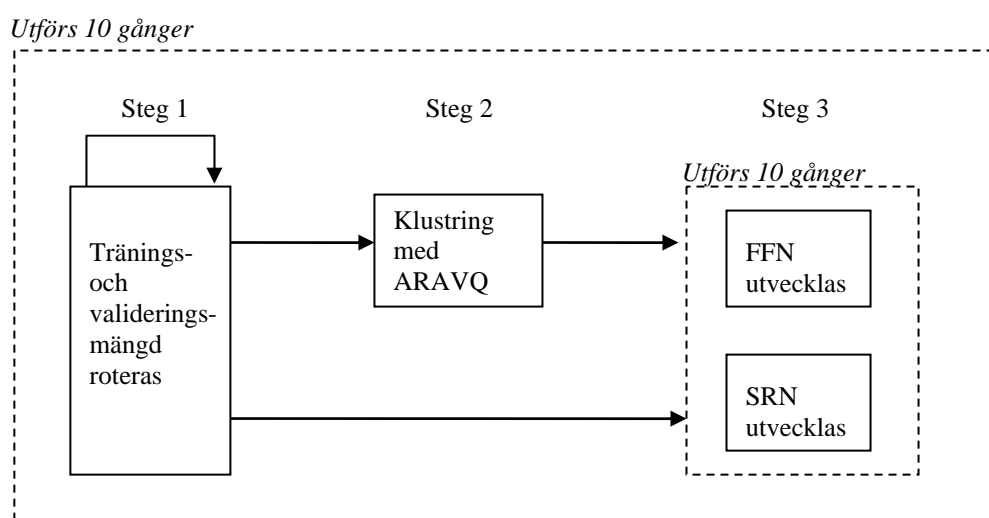 Utförs 10 gånger
Steg 1
Steg 2
Steg 3
Utförs 10 gånger
Tränings-
och
validerings-
mängd
roteras
Klustring
med
ARAVQ
FFN
utvecklas
SRN
utvecklas